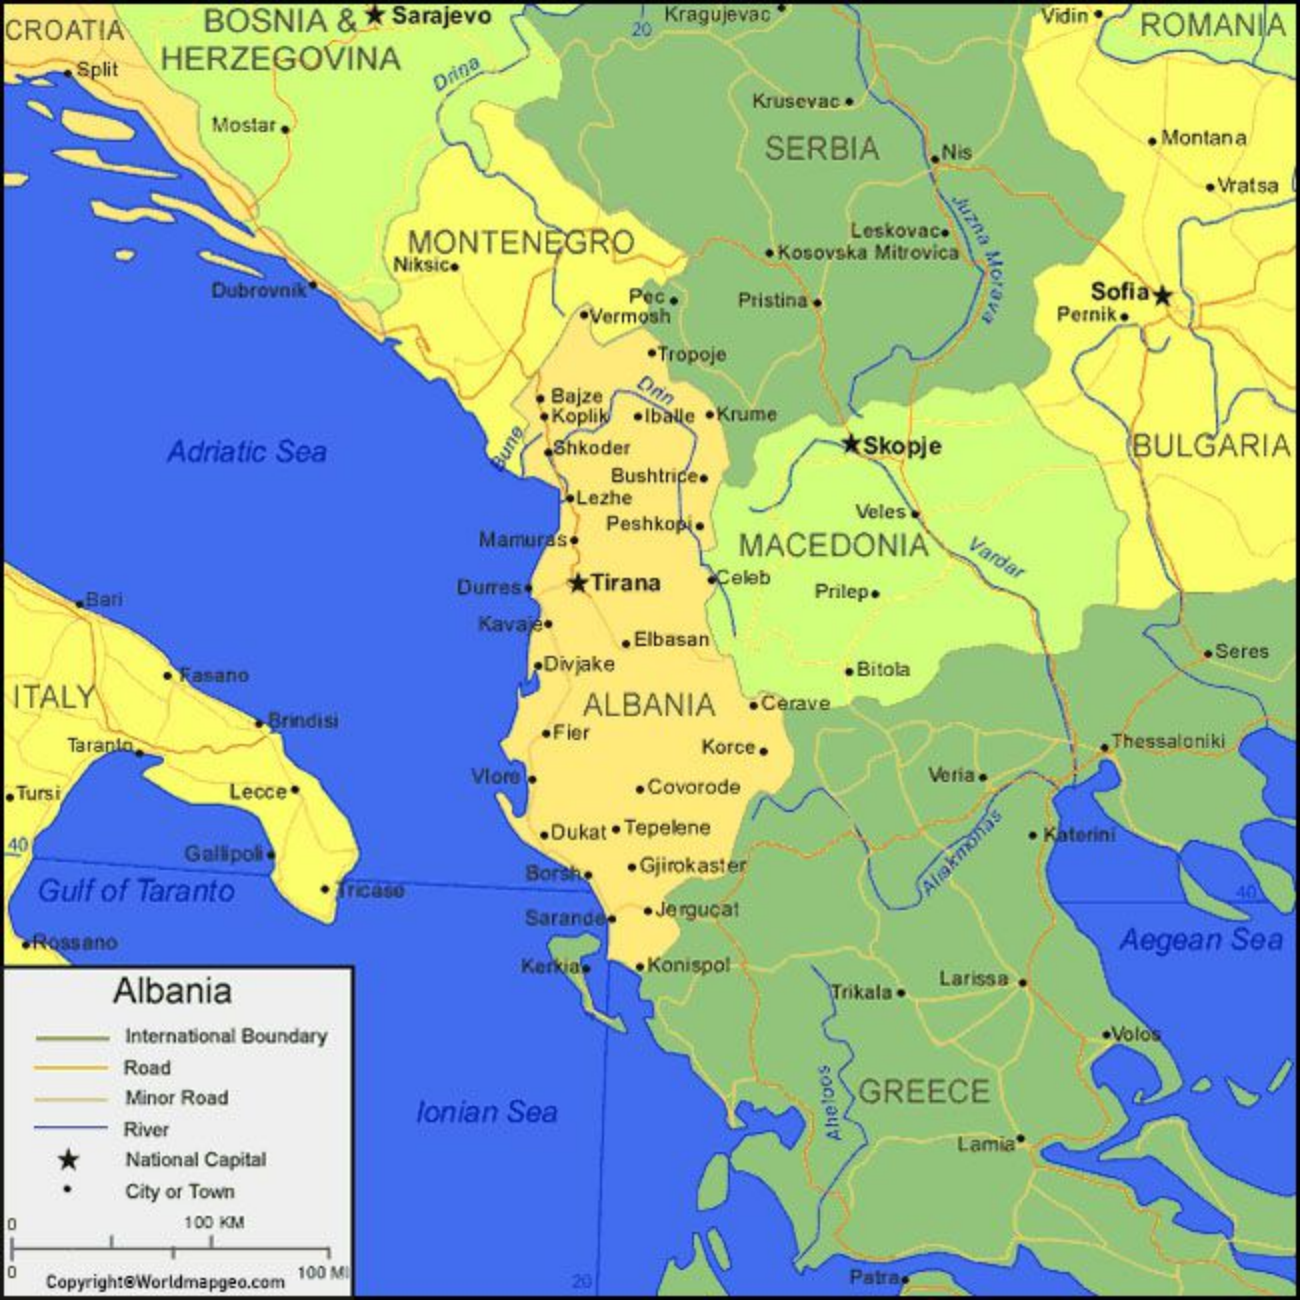 CROATIA
BOSNIA &
HERZEGOVINA
Sarajevo
20
Kragujevac
Vidin
ROMANIA
Split
Drina
Mostar
Krusevac
SERBIA
Nis
Montana
Vratsa
Juzna Morava
Leskovac
MONTENEGRO
Kosovska Mitrovica
Niksic
Dubrovnik
Pec
Vermosh
Pristina
Sofia
Pernik
Tropoje
Drin
Bajze
Koplik
Iballe
Krume
Bune
Shkoder
Skopje
BULGARIA
Adriatic Sea
Bushtrice
Lezhe
Peshkopi
Veles
Mamuras
MACEDONIA
Vardar
Durres
Tirana
Celeb
Prilep
Bari
Kavaje
Elbasan
Divjake
Bitola
Seres
Fasano
ITALY
ALBANIA
Cerave
Brindisi
Fier
Taranto
Korce
Thessaloniki
Vlore
Veria
Tursi
Lecce
Covorode
Dukat
Tepelene
Aliakmonas
Katerini
40
Gallipoli
Borsh
Gjirokaster
Gulf of Taranto
Tricase
40
Sarande
Jergucat
Rossano
Aegean Sea
Kerkia
Konispol
Trikala
Larissa
Albania
International Boundary
Road
Minor Road
River
National Capital
City or Town
0
100 KM
0
100 MI
Copyright©Worldmapgeo.com
Volos
Aheloos
GREECE
Ionian Sea
Lamia
20
Patra